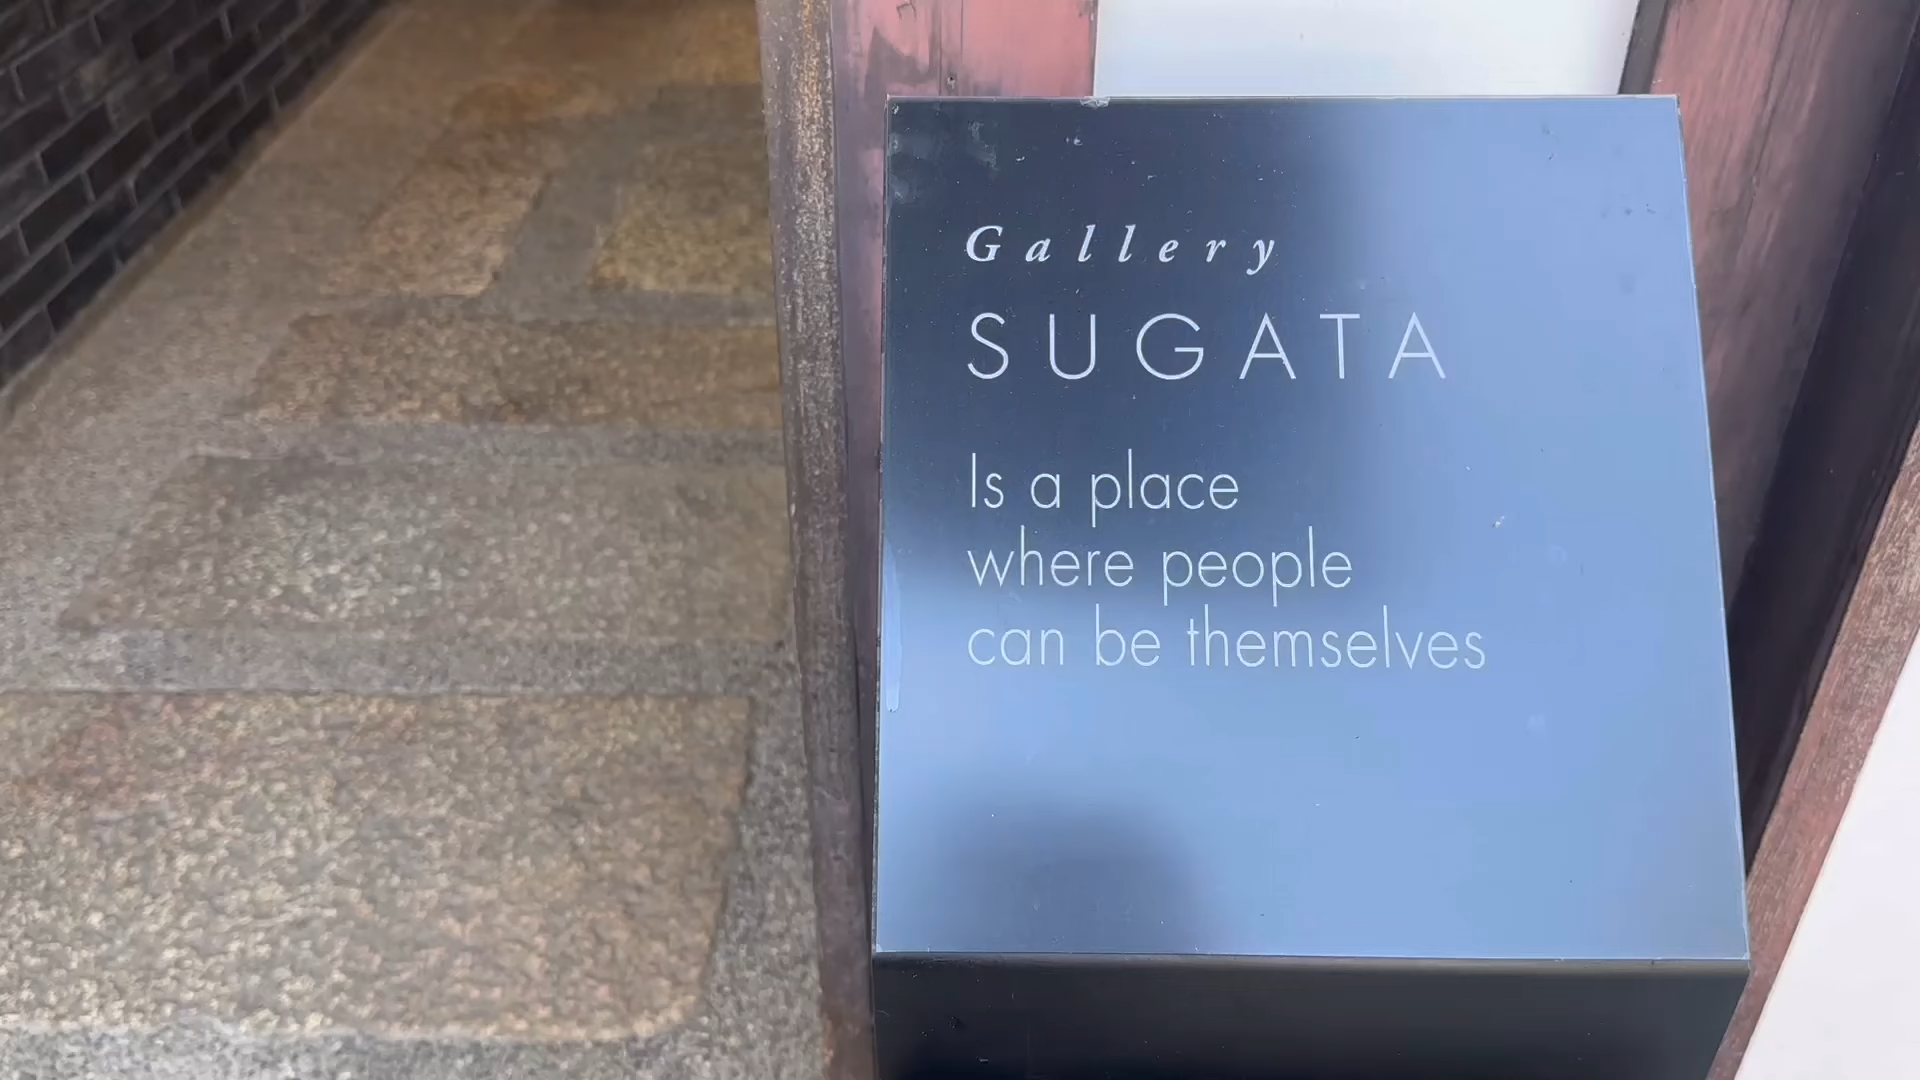 Gallery
SUGATA
Is a place
where people
can be themselves